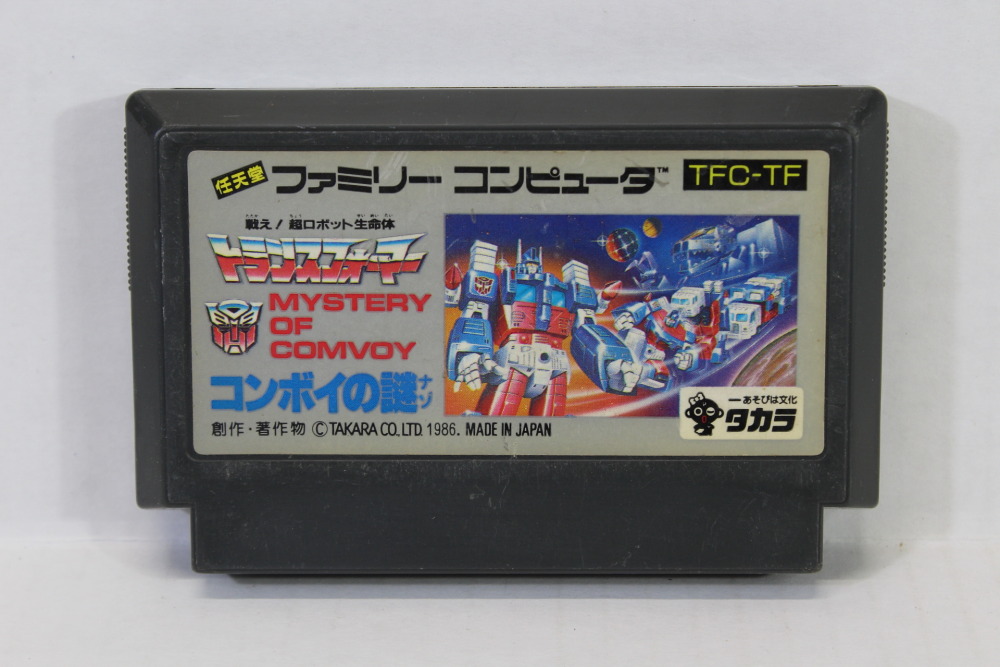 任天堂 ファミリー コンピュータ™ TFC-TF
戦え!超ロボット生命体
トランスフォーマー
MYSTERY
OF
COMVOY
コンボイの謎
ナゾ
創作・著作物 ©TAKARA CO.,LTD. 1986. MADE IN JAPAN
ーあそびは文化
タカラ